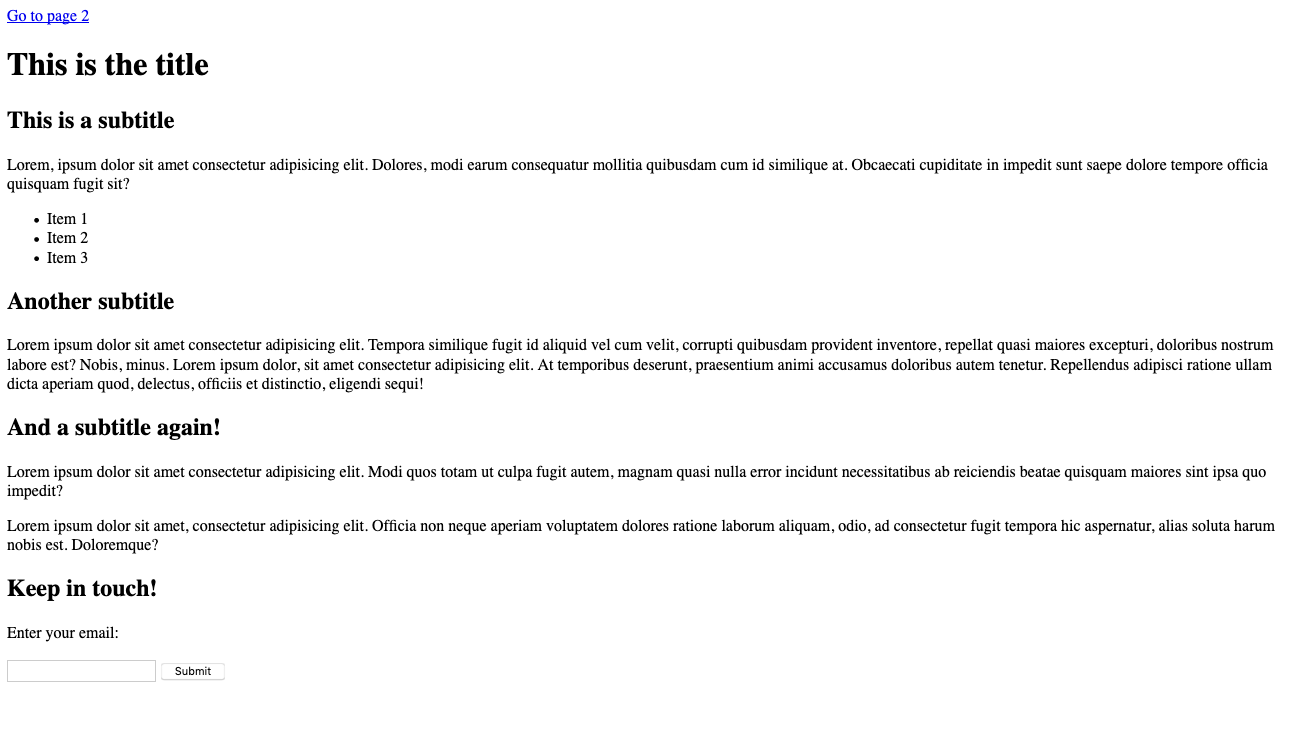 Go to page 2
This is the title
This is a subtitle
Lorem, ipsum dolor sit amet consectetur adipisicing elit. Dolores, modi earum consequatur mollitia quibusdam cum id similique at. Obcaecati cupiditate in impedit sunt saepe dolore tempore officia
quisquam fugit sit?
• Item 1
• Item 2
• Item 3
Another subtitle
Lorem ipsum dolor sit amet consectetur adipisicing elit. Tempora similique fugit id aliquid vel cum velit, corrupti quibusdam provident inventore, repellat quasi maiores excepturi, doloribus nostrum
labore est? Nobis, minus. Lorem ipsum dolor, sit amet consectetur adipisicing elit. At temporibus deserunt, praesentium animi accusamus doloribus autem tenetur. Repellendus adipisci ratione ullam
dicta aperiam quod, delectus, officiis et distinctio, eligendi sequi!
And a subtitle again!
Lorem ipsum dolor sit amet consectetur adipisicing elit. Modi quos totam ut culpa fugit autem, magnam quasi nulla error incidunt necessitatibus ab reiciendis beatae quisquam maiores sint ipsa quo
impedit?
Lorem ipsum dolor sit amet, consectetur adipisicing elit. Officia non neque aperiam voluptatem dolores ratione laborum aliquam, odio, ad consectetur fugit tempora hic aspernatur, alias soluta harum
nobis est. Doloremque?
Keep in touch!
Enter your email:
Submit